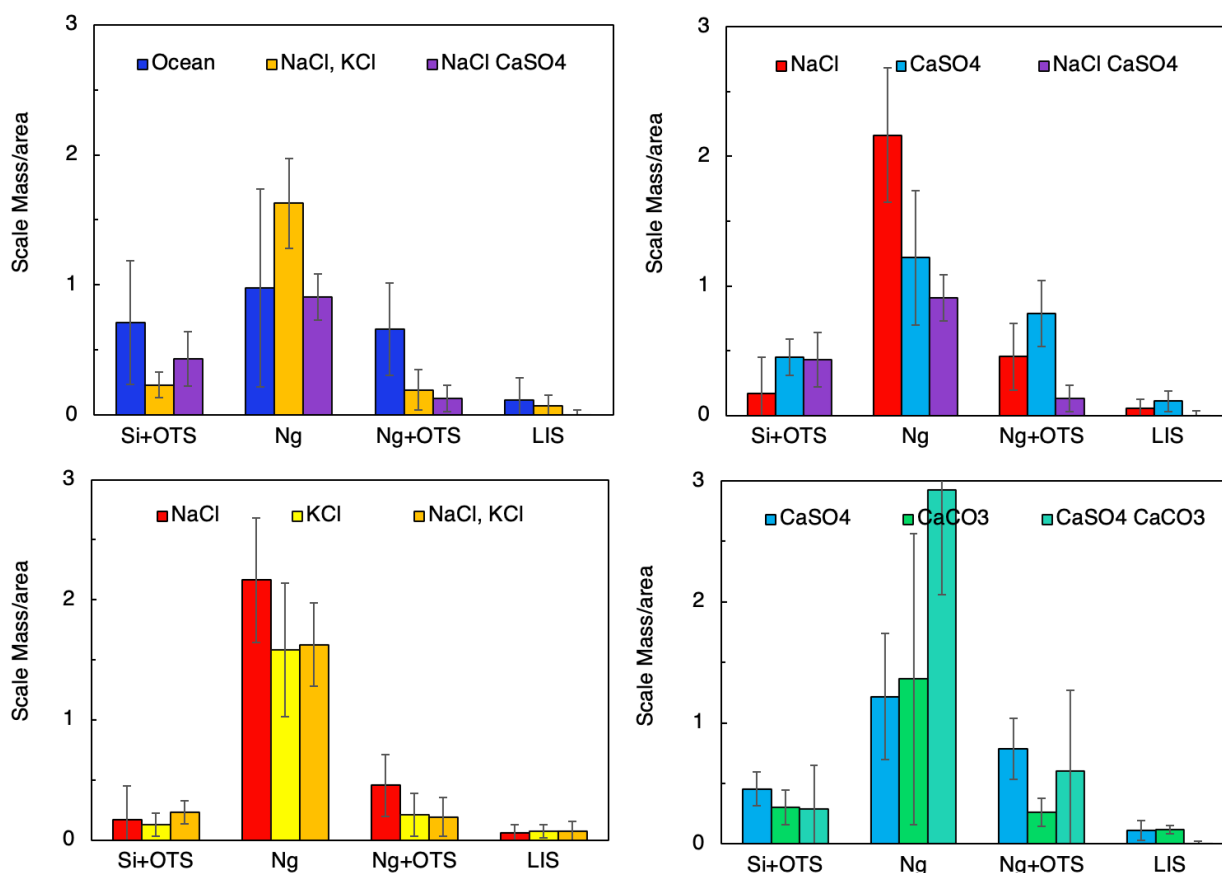 3
Ocean NaCl, KCl NaCl CaSO4
2
Scale Mass/area
1
0
Si+OTS Ng Ng+OTS LIS
3
NaCl CaSO4 NaCl CaSO4
2
Scale Mass/area
1
0
Si+OTS Ng Ng+OTS LIS
3
NaCl KCl NaCl, KCl
2
Scale Mass/area
1
0
Si+OTS Ng Ng+OTS LIS
3
CaSO4 CaCO3 CaSO4 CaCO3
2
Scale Mass/area
1
0
Si+OTS Ng Ng+OTS LIS